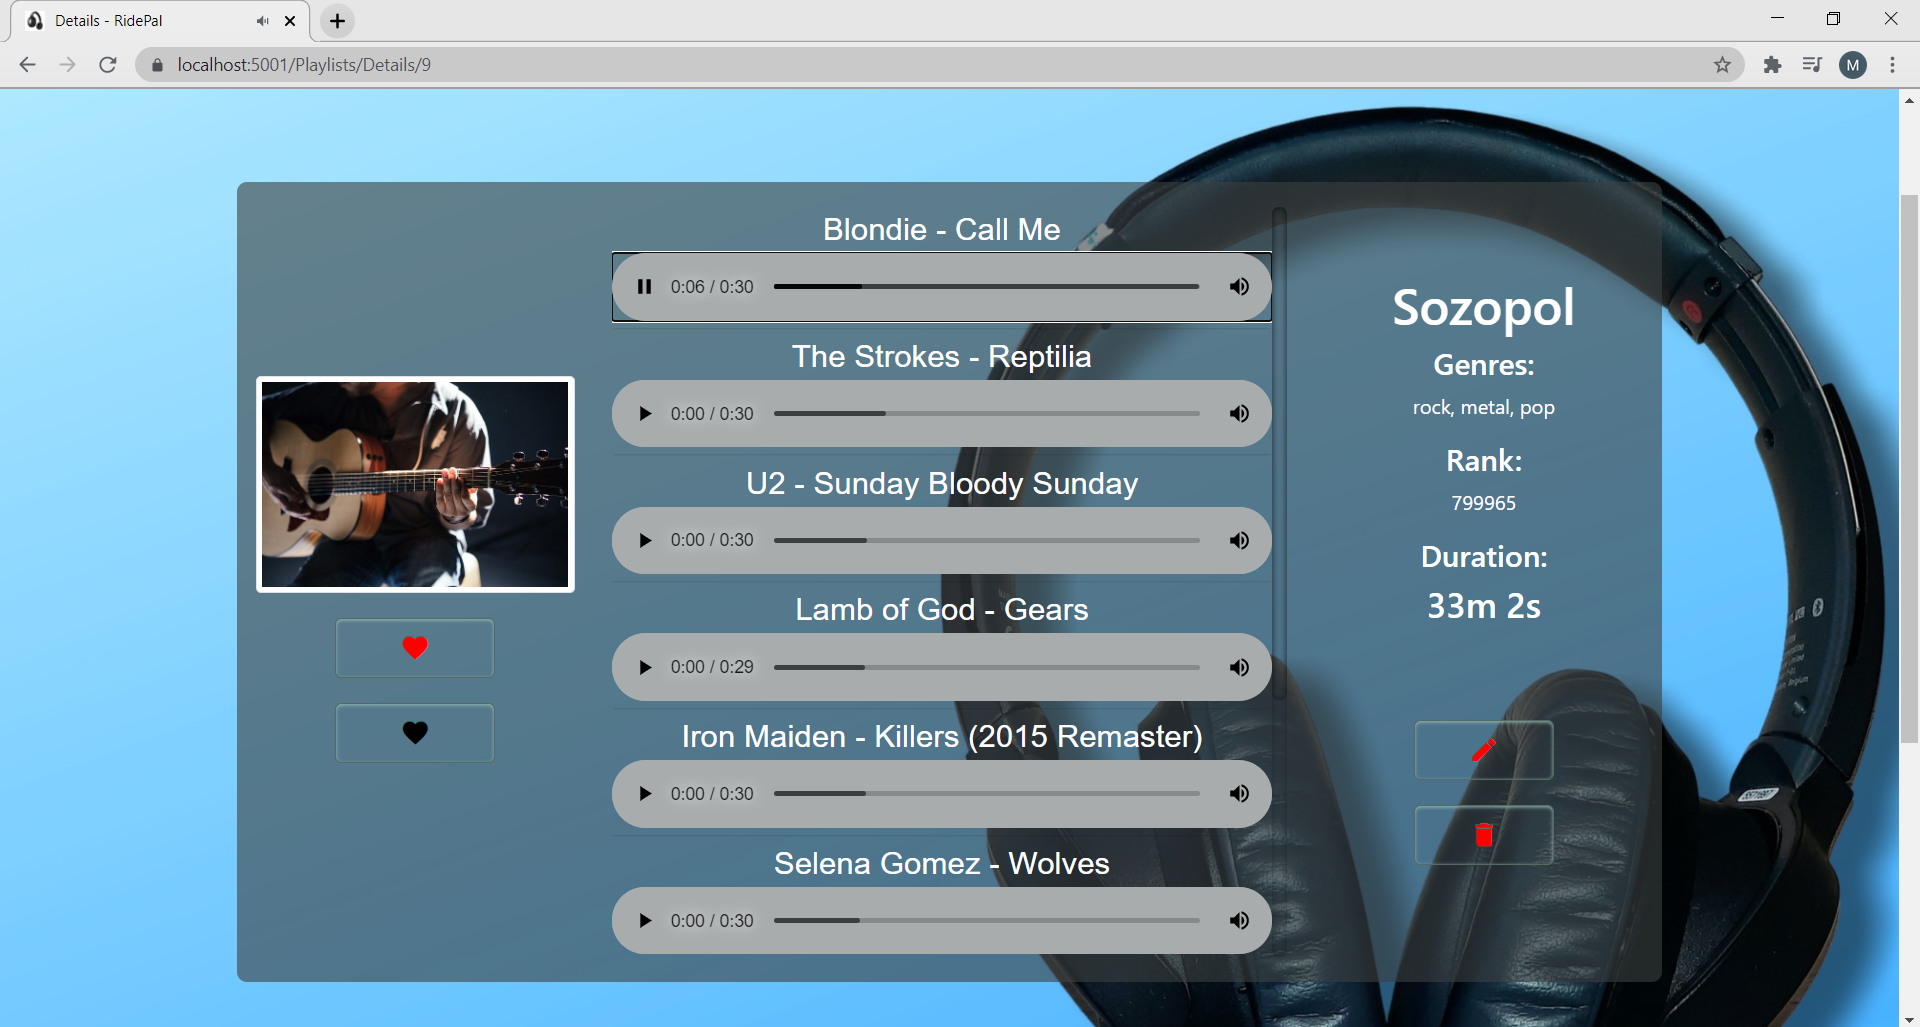 Details - RidePal
localhost:5001/Playlists/Details/9
M
Blondie - Call Me
0:06 / 0:30
The Strokes - Reptilia
0:00 / 0:30
U2 - Sunday Bloody Sunday
0:00 / 0:30
Lamb of God - Gears
0:00 / 0:29
Iron Maiden - Killers (2015 Remaster)
0:00 / 0:30
Selena Gomez - Wolves
0:00 / 0:30
Sozopol
Genres:
rock, metal, pop
Rank:
799965
Duration:
33m 2s